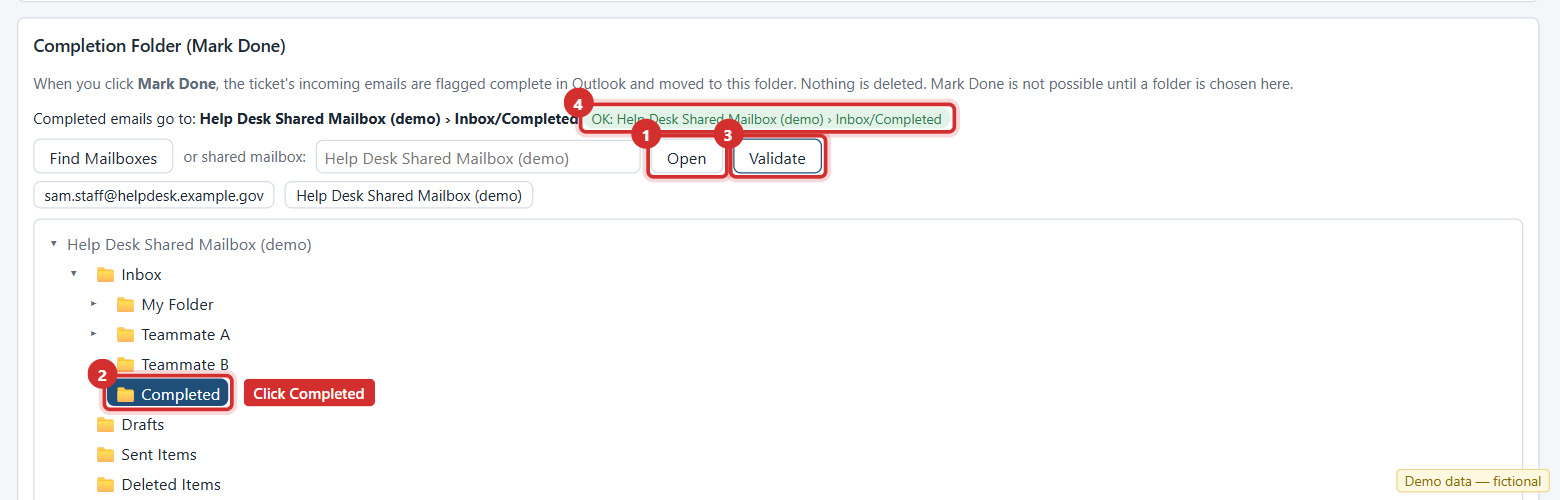 Completion Folder (Mark Done)
When you click Mark Done, the ticket's incoming emails are flagged complete in Outlook and moved to this folder. Nothing is deleted. Mark Done is not possible until a folder is chosen here.
4
Completed emails go to: Help Desk Shared Mailbox (demo) › Inbox/Completed OK: Help Desk Shared Mailbox (demo) › Inbox/Completed
1 3
Find Mailboxes or shared mailbox: Help Desk Shared Mailbox (demo) Open Validate
sam.staff@helpdesk.example.gov Help Desk Shared Mailbox (demo)
Help Desk Shared Mailbox (demo)
Inbox
My Folder
Teammate A
Teammate B
2
Completed Click Completed
Drafts
Sent Items
Deleted Items
Demo data — fictional